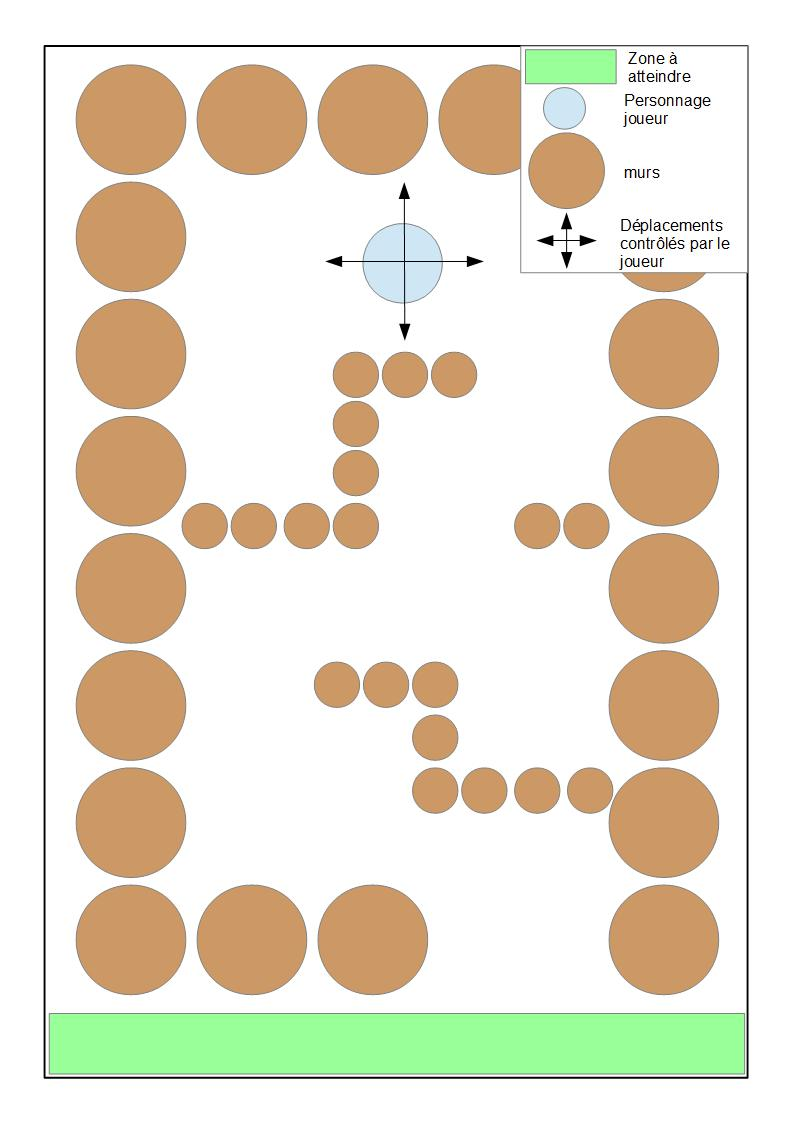 Zone à
atteindre
Personnage
joueur
murs
Déplacements
contrôlés par le
joueur